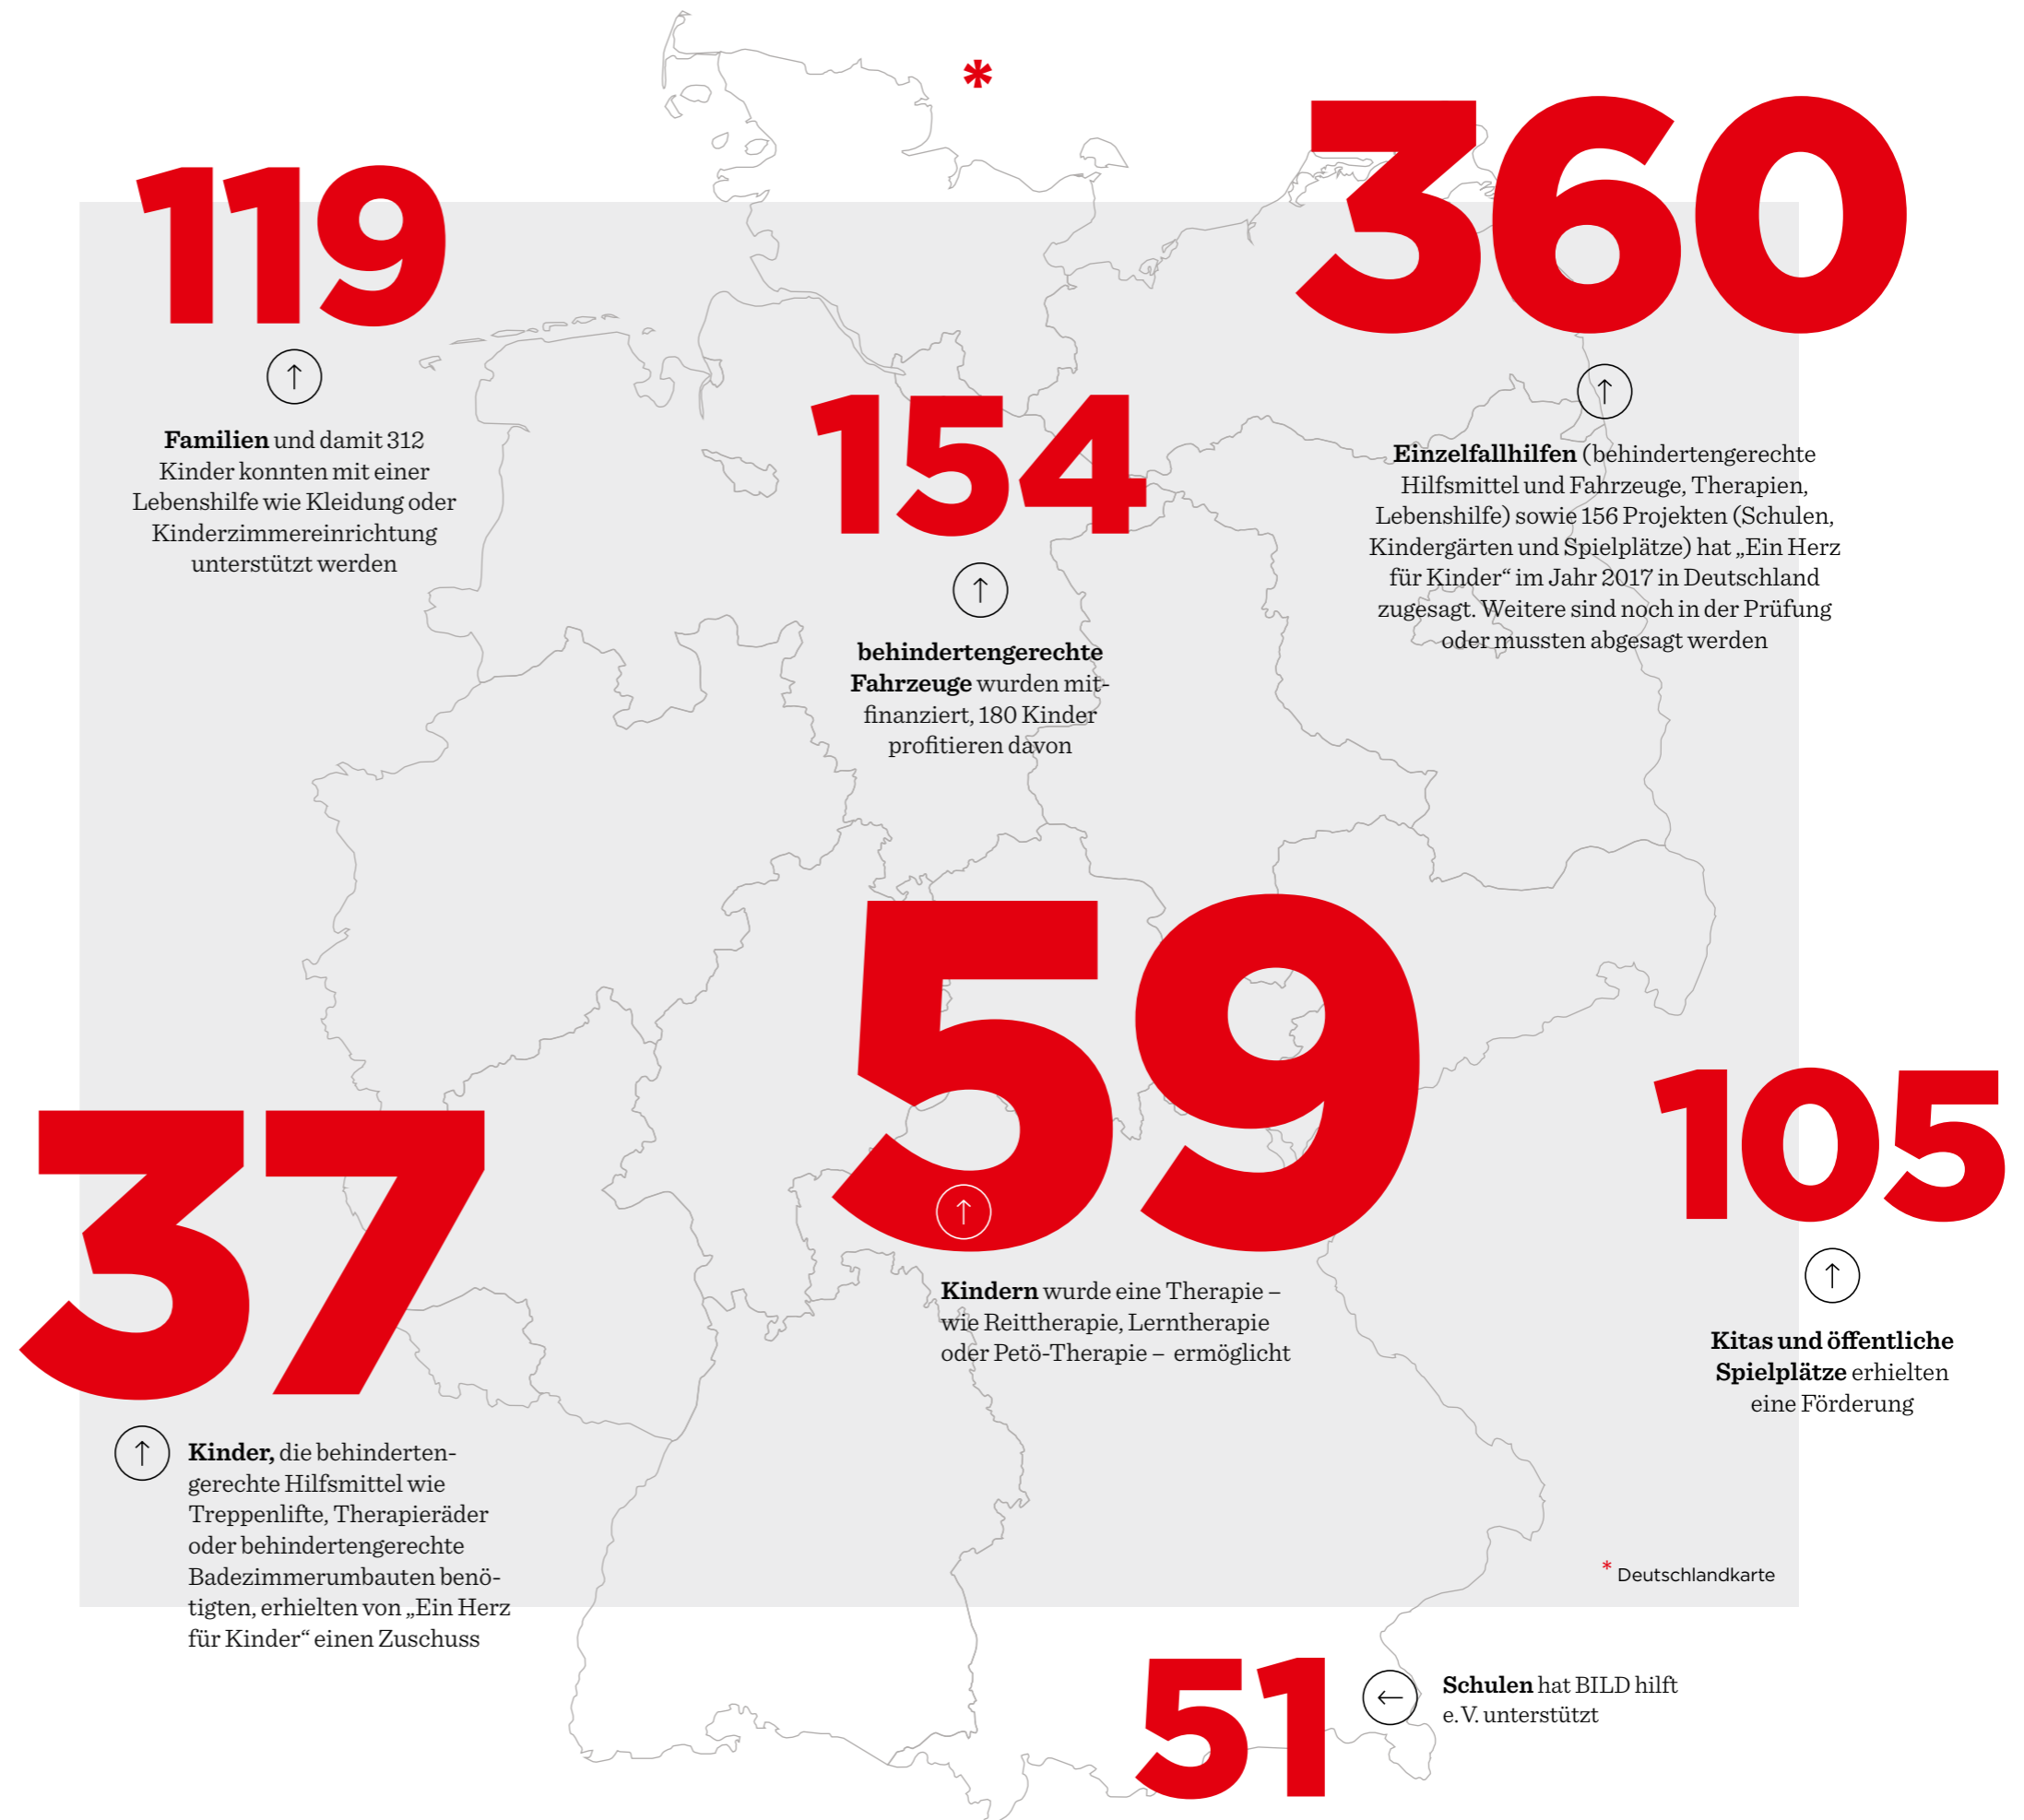 *
119
↑
Familien und damit 312
Kinder konnten mit einer
Lebenshilfe wie Kleidung oder
Kinderzimmereinrichtung
unterstützt werden
360
↑
Einzelfallhilfen (behindertengerechte
Hilfsmittel und Fahrzeuge, Therapien,
Lebenshilfe) sowie 156 Projekten (Schulen,
Kindergärten und Spielplätze) hat „Ein Herz
für Kinder“ im Jahr 2017 in Deutschland
zugesagt. Weitere sind noch in der Prüfung
oder mussten abgesagt werden
154
↑
behindertengerechte
Fahrzeuge wurden mit-
finanziert, 180 Kinder
profitieren davon
59
↑
Kindern wurde eine Therapie –
wie Reittherapie, Lerntherapie
oder Petö-Therapie – ermöglicht
37
↑
Kinder, die behinderten-
gerechte Hilfsmittel wie
Treppenlifte, Therapieräder
oder behindertengerechte
Badezimmerumbauten benö-
tigten, erhielten von „Ein Herz
für Kinder“ einen Zuschuss
105
↑
Kitas und öffentliche
Spielplätze erhielten
eine Förderung
* Deutschlandkarte
51
←
Schulen hat BILD hilft
e.V. unterstützt